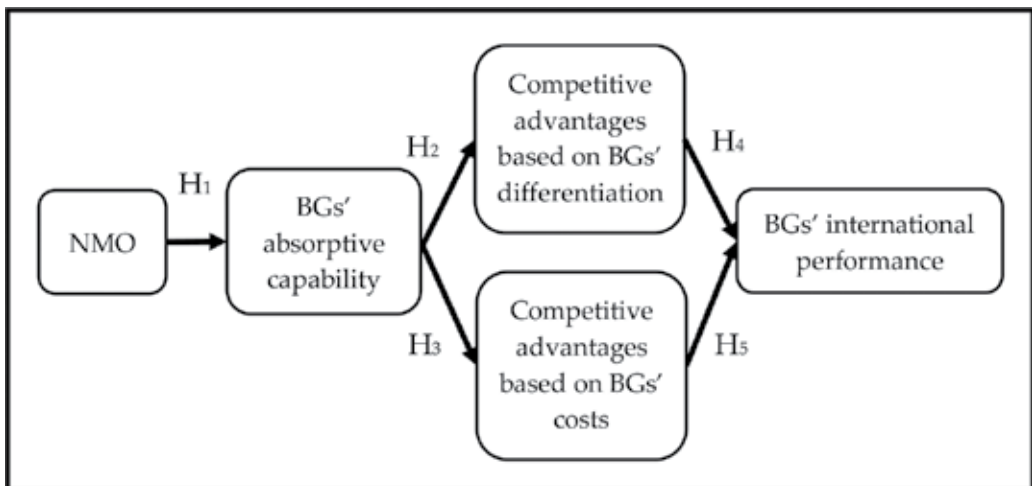 NMO
H1
BGs'
absorptive
capability
H2
H3
Competitive
advantages
based on BGs'
differentiation
Competitive
advantages
based on BGs'
costs
H4
H5
BGs' international
performance